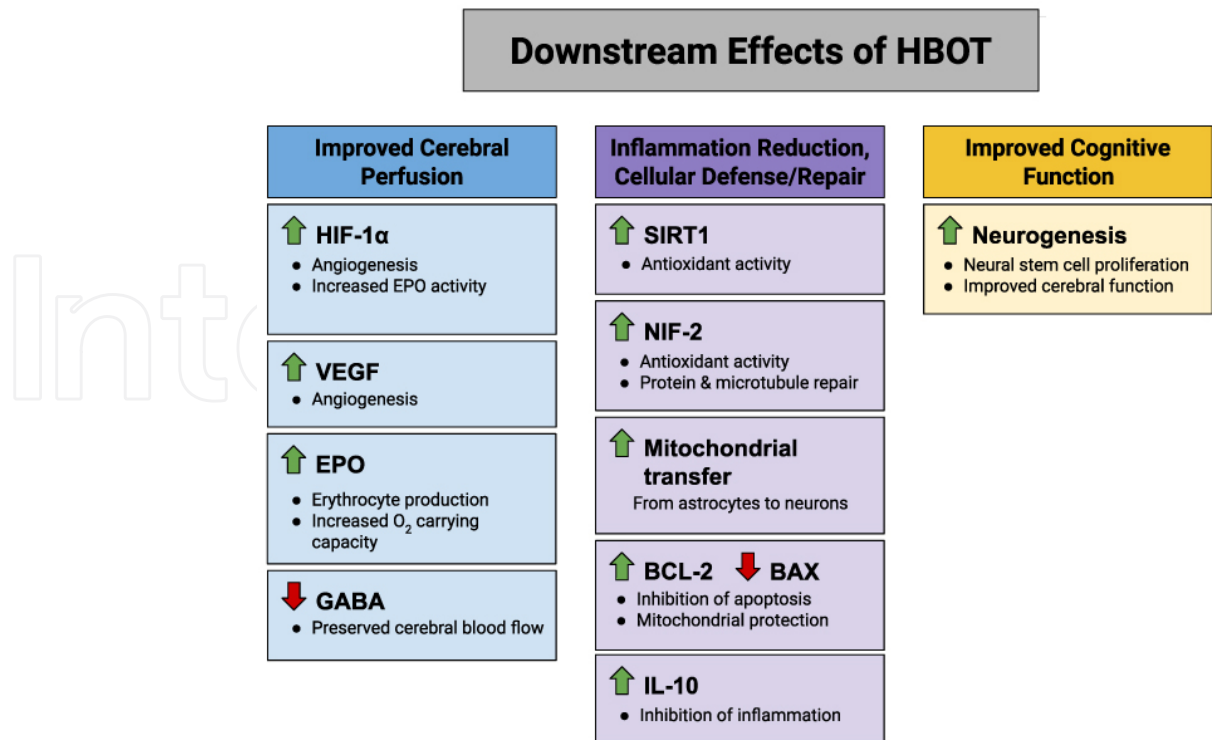 Downstream Effects of HBOT
Improved Cerebral
Perfusion
HIF-1α
● Angiogenesis
● Increased EPO activity
VEGF
● Angiogenesis
EPO
● Erythrocyte production
● Increased O₂ carrying
capacity
GABA
● Preserved cerebral blood flow
Inflammation Reduction,
Cellular Defense/Repair
SIRT1
● Antioxidant activity
NIF-2
● Antioxidant activity
● Protein & microtubule repair
Mitochondrial
transfer
From astrocytes to neurons
BCL-2 BAX
● Inhibition of apoptosis
● Mitochondrial protection
IL-10
● Inhibition of inflammation
Improved Cognitive
Function
Neurogenesis
● Neural stem cell proliferation
● Improved cerebral function